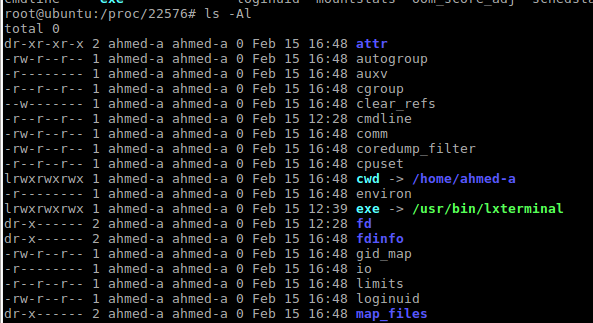 cmdline exe loginuid mountstats oom_score_adj
root@ubuntu:/proc/22576# ls -Al
total 0
dr-xr-xr-x 2 ahmed-a ahmed-a 0 Feb 15 16:48 attr
-rw-r--r-- 1 ahmed-a ahmed-a 0 Feb 15 16:48 autogroup
-r-------- 1 ahmed-a ahmed-a 0 Feb 15 16:48 auxv
-r--r--r-- 1 ahmed-a ahmed-a 0 Feb 15 16:48 cgroup
--w------- 1 ahmed-a ahmed-a 0 Feb 15 16:48 clear_refs
-r--r--r-- 1 ahmed-a ahmed-a 0 Feb 15 12:28 cmdline
-rw-r--r-- 1 ahmed-a ahmed-a 0 Feb 15 16:48 comm
-rw-r--r-- 1 ahmed-a ahmed-a 0 Feb 15 16:48 coredump_filter
-r--r--r-- 1 ahmed-a ahmed-a 0 Feb 15 16:48 cpuset
lrwxrwxrwx 1 ahmed-a ahmed-a 0 Feb 15 16:48 cwd -> /home/ahmed-a
-r-------- 1 ahmed-a ahmed-a 0 Feb 15 16:48 environ
lrwxrwxrwx 1 ahmed-a ahmed-a 0 Feb 15 12:39 exe -> /usr/bin/lxterminal
dr-x------ 2 ahmed-a ahmed-a 0 Feb 15 12:28 fd
dr-x------ 2 ahmed-a ahmed-a 0 Feb 15 16:48 fdinfo
-rw-r--r-- 1 ahmed-a ahmed-a 0 Feb 15 16:48 gid_map
-r-------- 1 ahmed-a ahmed-a 0 Feb 15 16:48 io
-r--r--r-- 1 ahmed-a ahmed-a 0 Feb 15 16:48 limits
-rw-r--r-- 1 ahmed-a ahmed-a 0 Feb 15 16:48 loginuid
dr-x------ 2 ahmed-a ahmed-a 0 Feb 15 16:48 map_files